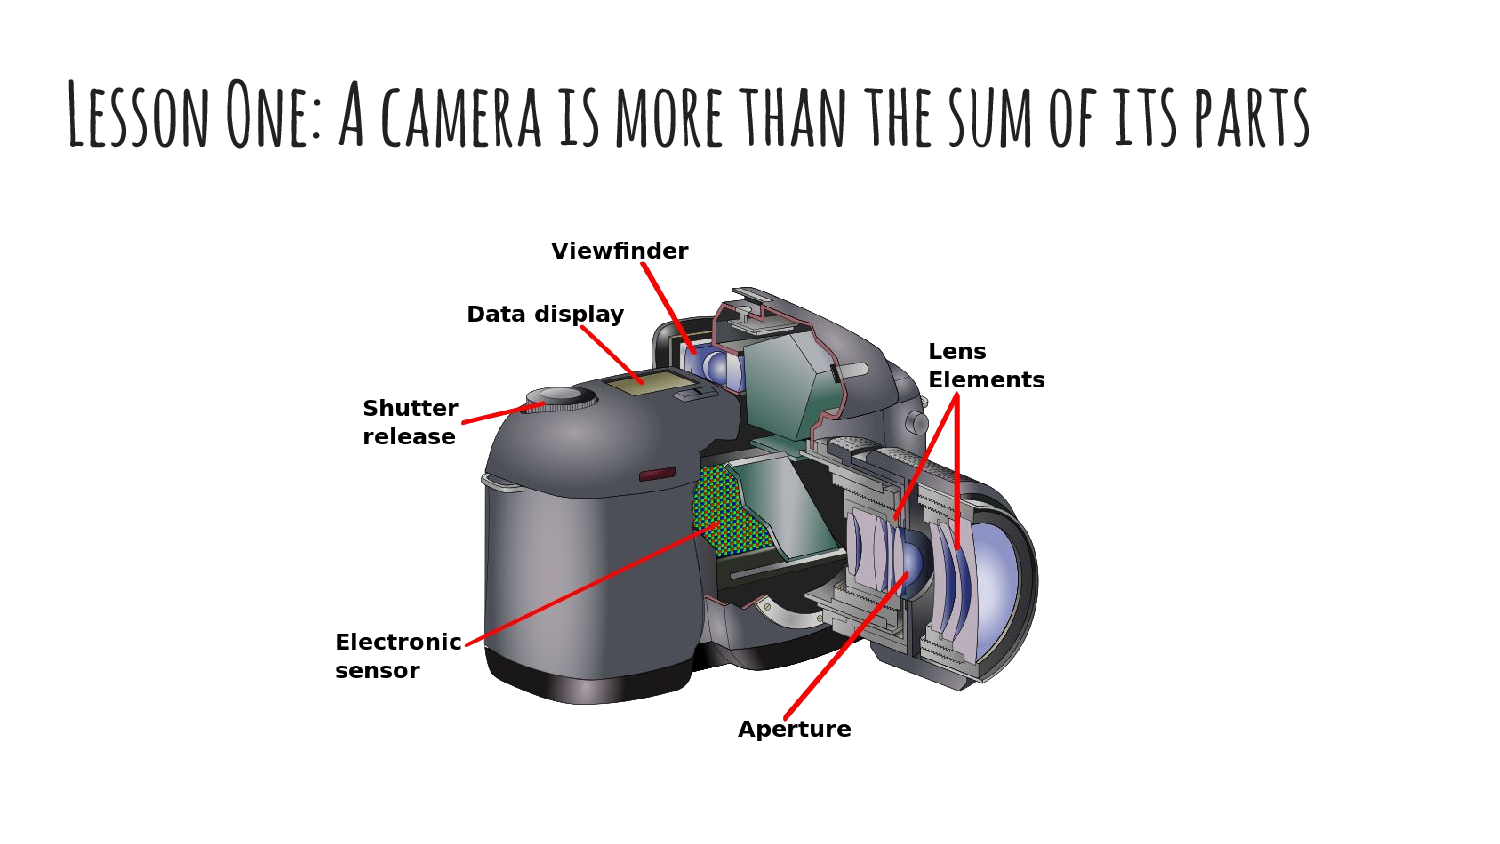 Lesson One: A camera is more than the sum of its parts
Viewfinder
Data display
Lens
Elements
Shutter
release
Electronic
sensor
Aperture